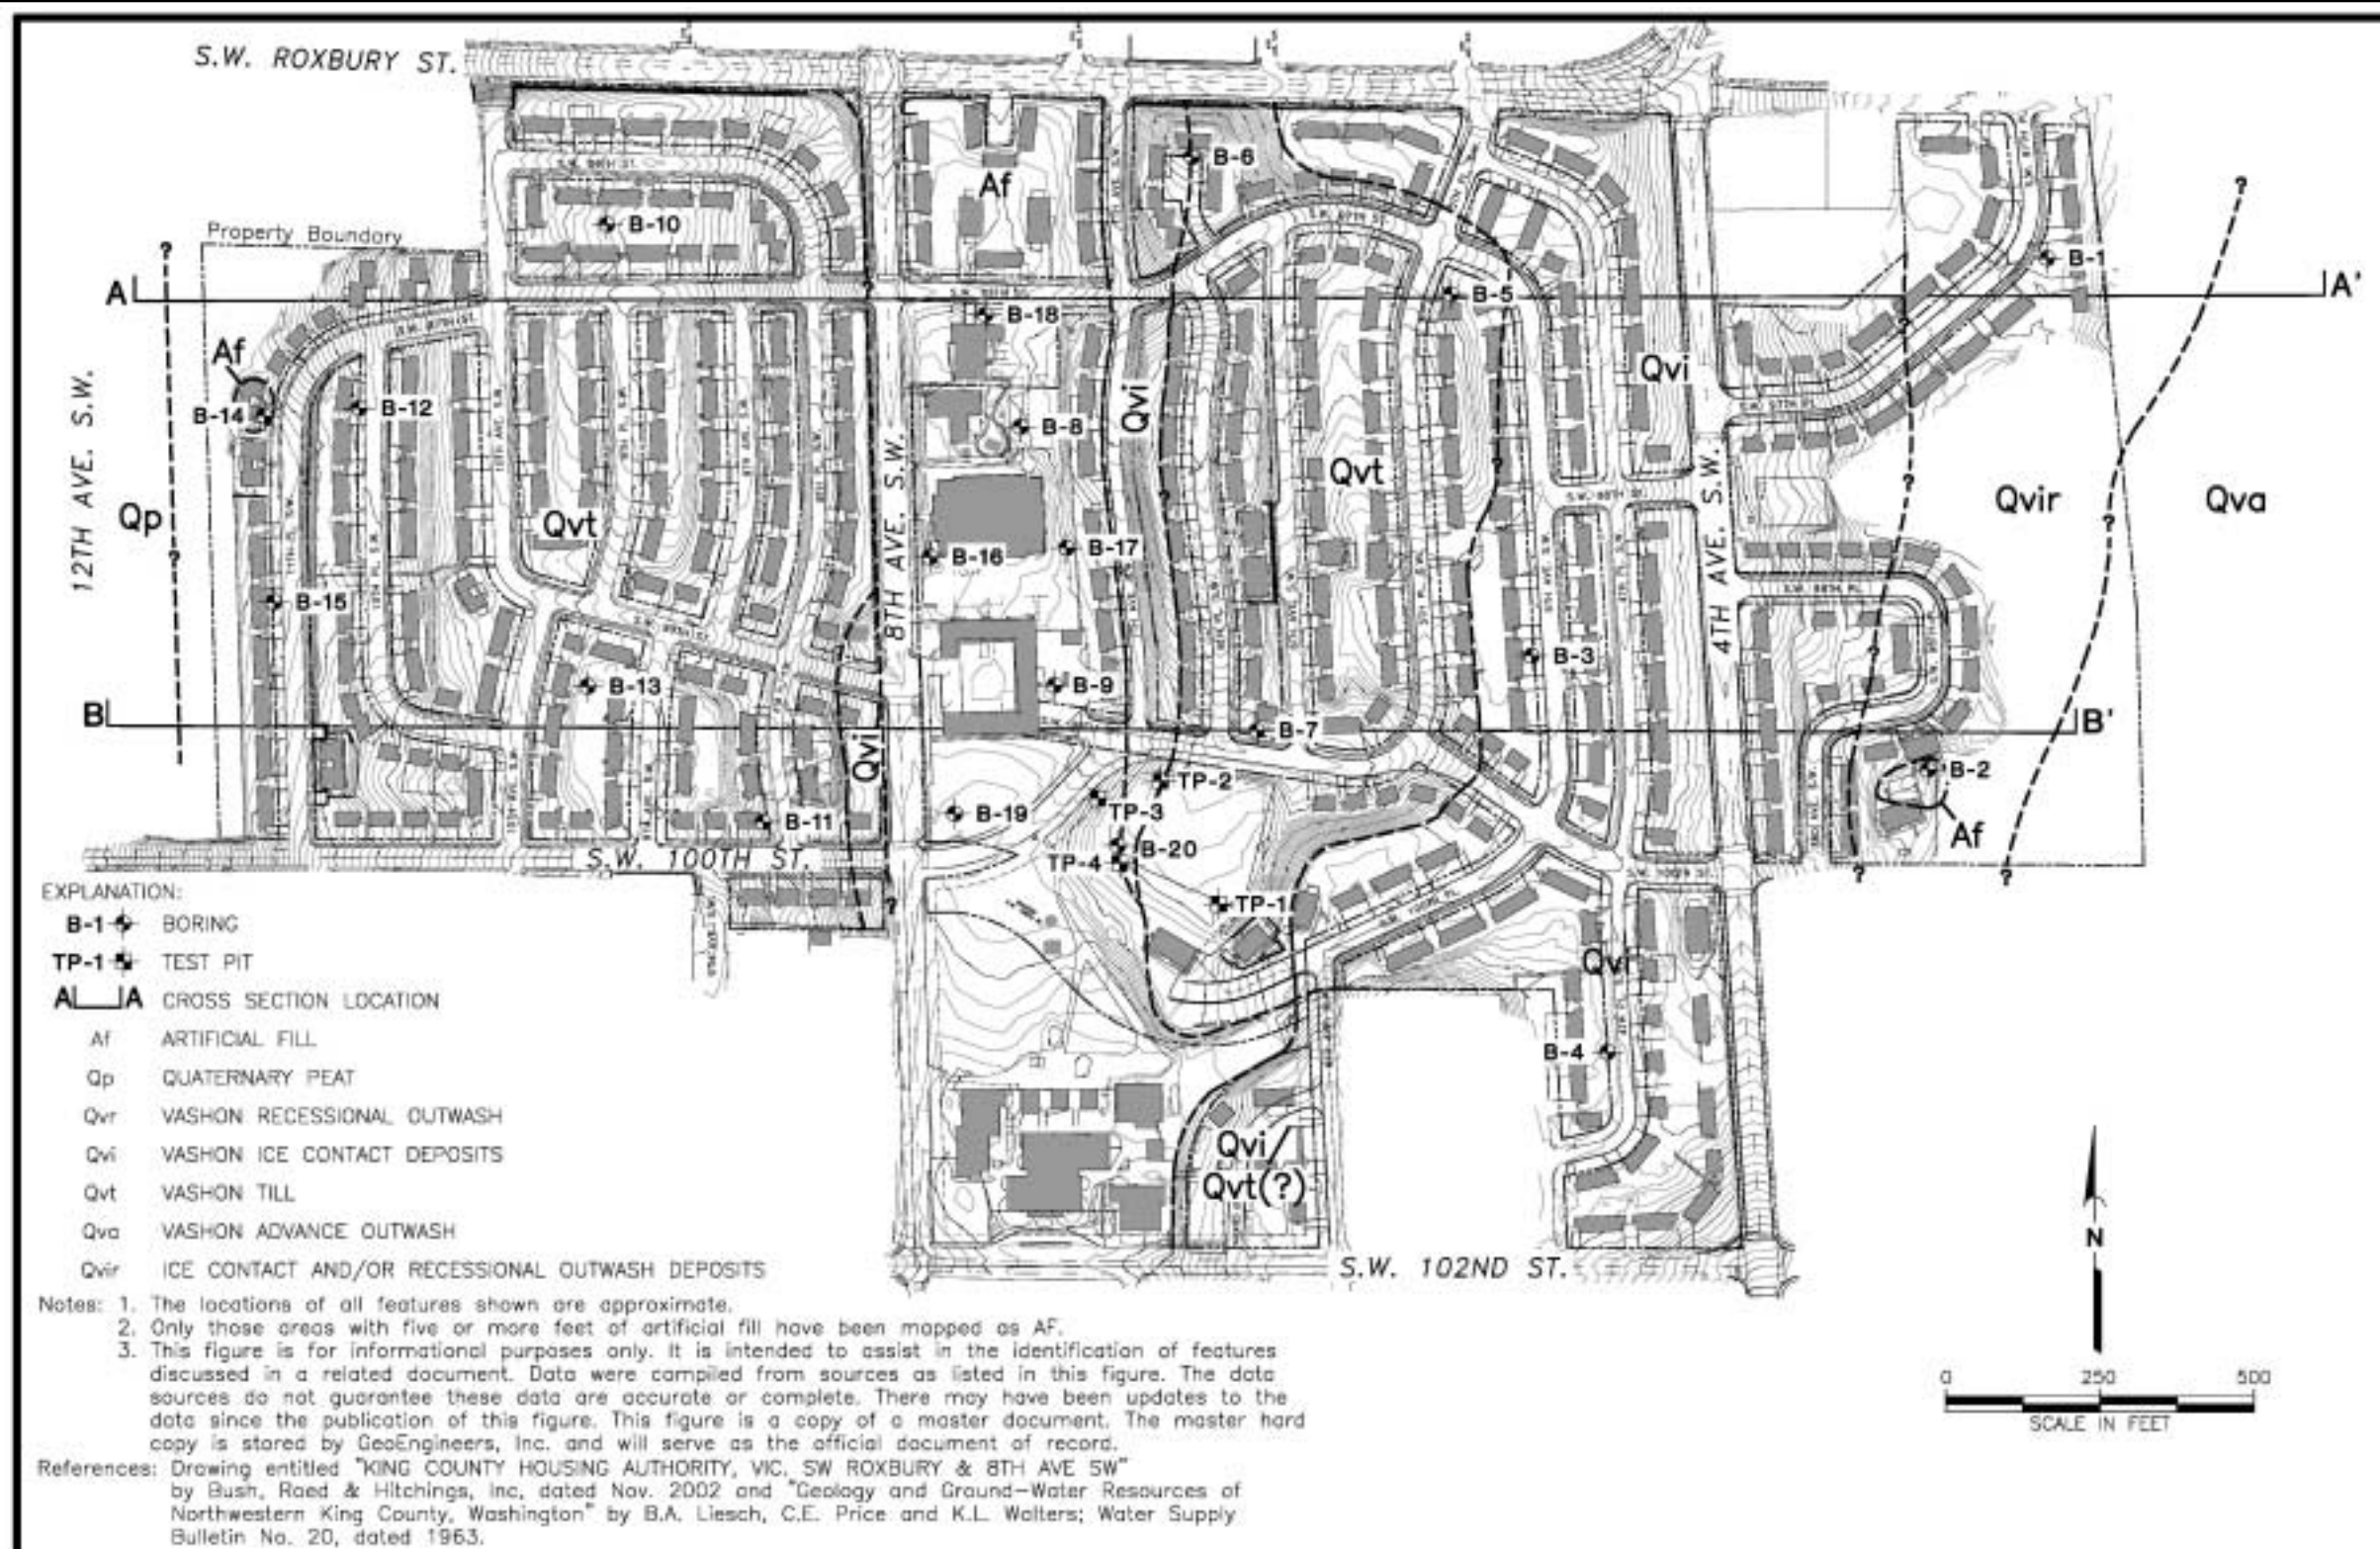 S.W. ROXBURY ST.
S.W. 96TH ST.
B-6
Af
B-10
S.W. 97TH ST.
Property Boundary
B-1
A
A'
B-5
B-18
Af
Qvi
Qvi
B-14
B-12
B-8
12TH AVE. S.W.
8TH AVE. S.W.
4TH AVE. S.W.
Qvt
Qp
Qvt
Qvir
Qva
B-17
B-16
B-15
B-3
B-13
B-9
B
B'
B-7
Qvi
B-2
TP-2
TP-3
B-19
B-11
Af
B-20
S.W. 100TH ST.
TP-4
S.W. 100TH ST.
TP-1
Qvi
B-4
Qvi/
Qvt(?)
S.W. 102ND ST.
EXPLANATION:
B-1 BORING
TP-1 TEST PIT
A A CROSS SECTION LOCATION
Af ARTIFICIAL FILL
Qp QUATERNARY PEAT
Qvr VASHON RECESSIONAL OUTWASH
Qvi VASHON ICE CONTACT DEPOSITS
Qvt VASHON TILL
Qva VASHON ADVANCE OUTWASH
Qvir ICE CONTACT AND/OR RECESSIONAL OUTWASH DEPOSITS
N
0 250 500
SCALE IN FEET
Notes: 1. The locations of all features shown are approximate.
2. Only those areas with five or more feet of artificial fill have been mapped as AF.
3. This figure is for informational purposes only. It is intended to assist in the identification of features
discussed in a related document. Data were compiled from sources as listed in this figure. The data
sources do not guarantee these data are accurate or complete. There may have been updates to the
data since the publication of this figure. This figure is a copy of a master document. The master hard
copy is stored by GeoEngineers, Inc. and will serve as the official document of record.
References: Drawing entitled "KING COUNTY HOUSING AUTHORITY, VIC. SW ROXBURY & 8TH AVE SW"
by Bush, Roed & Hitchings, Inc, dated Nov. 2002 and "Geology and Ground-Water Resources of
Northwestern King County, Washington" by B.A. Liesch, C.E. Price and K.L. Walters; Water Supply
Bulletin No. 20, dated 1963.